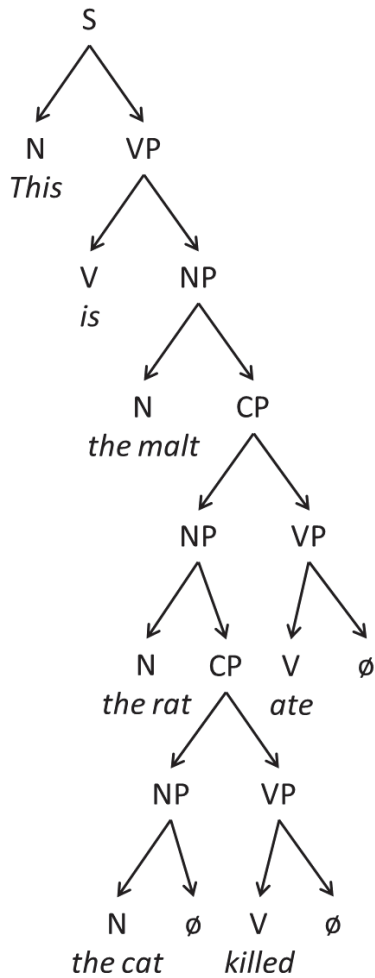 S
N VP
This
V NP
is
N CP
the malt
NP VP
N CP V ø
the rat ate
NP VP
N ø V ø
the cat killed